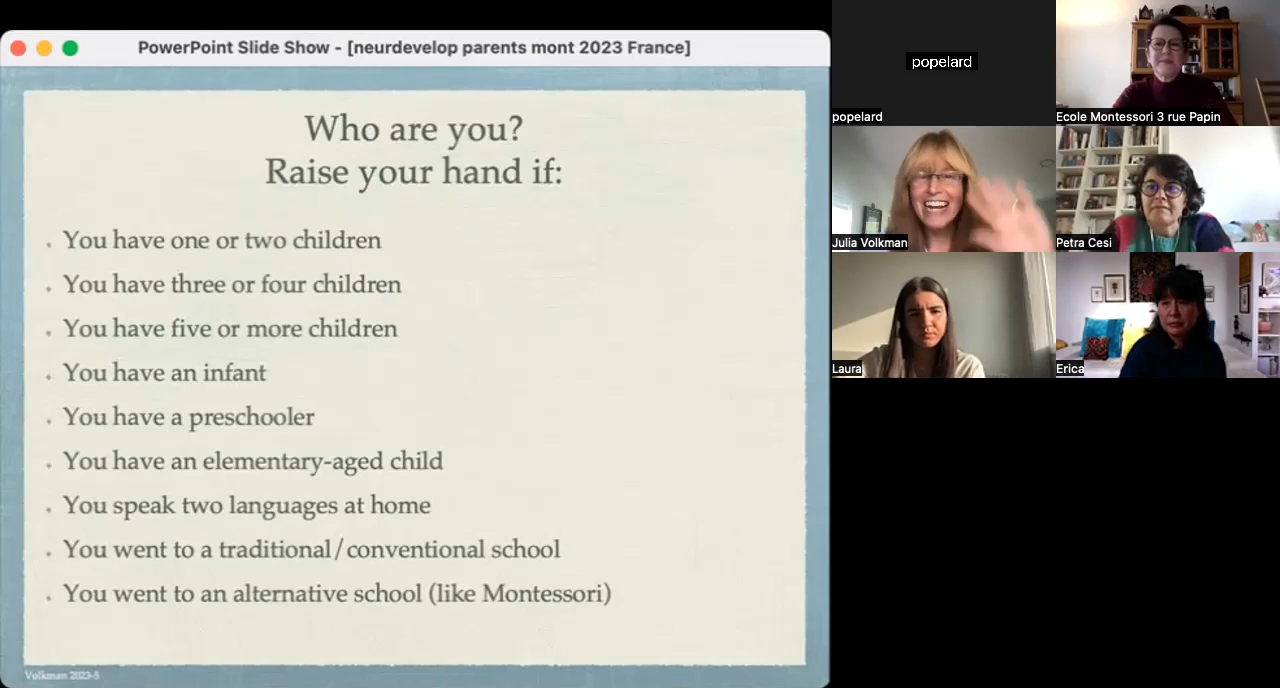 PowerPoint Slide Show - [neurdevelop parents mont 2023 France]
Who are you?
Raise your hand if:
You have one or two children
You have three or four children
You have five or more children
You have an infant
You have a preschooler
You have an elementary-aged child
You speak two languages at home
You went to a traditional/conventional school
You went to an alternative school (like Montessori)
Volkman 2023-5
popelard
popelard
Ecole Montessori 3 rue Papin
Julia Volkman
Petra Cesi
Laura
Erica